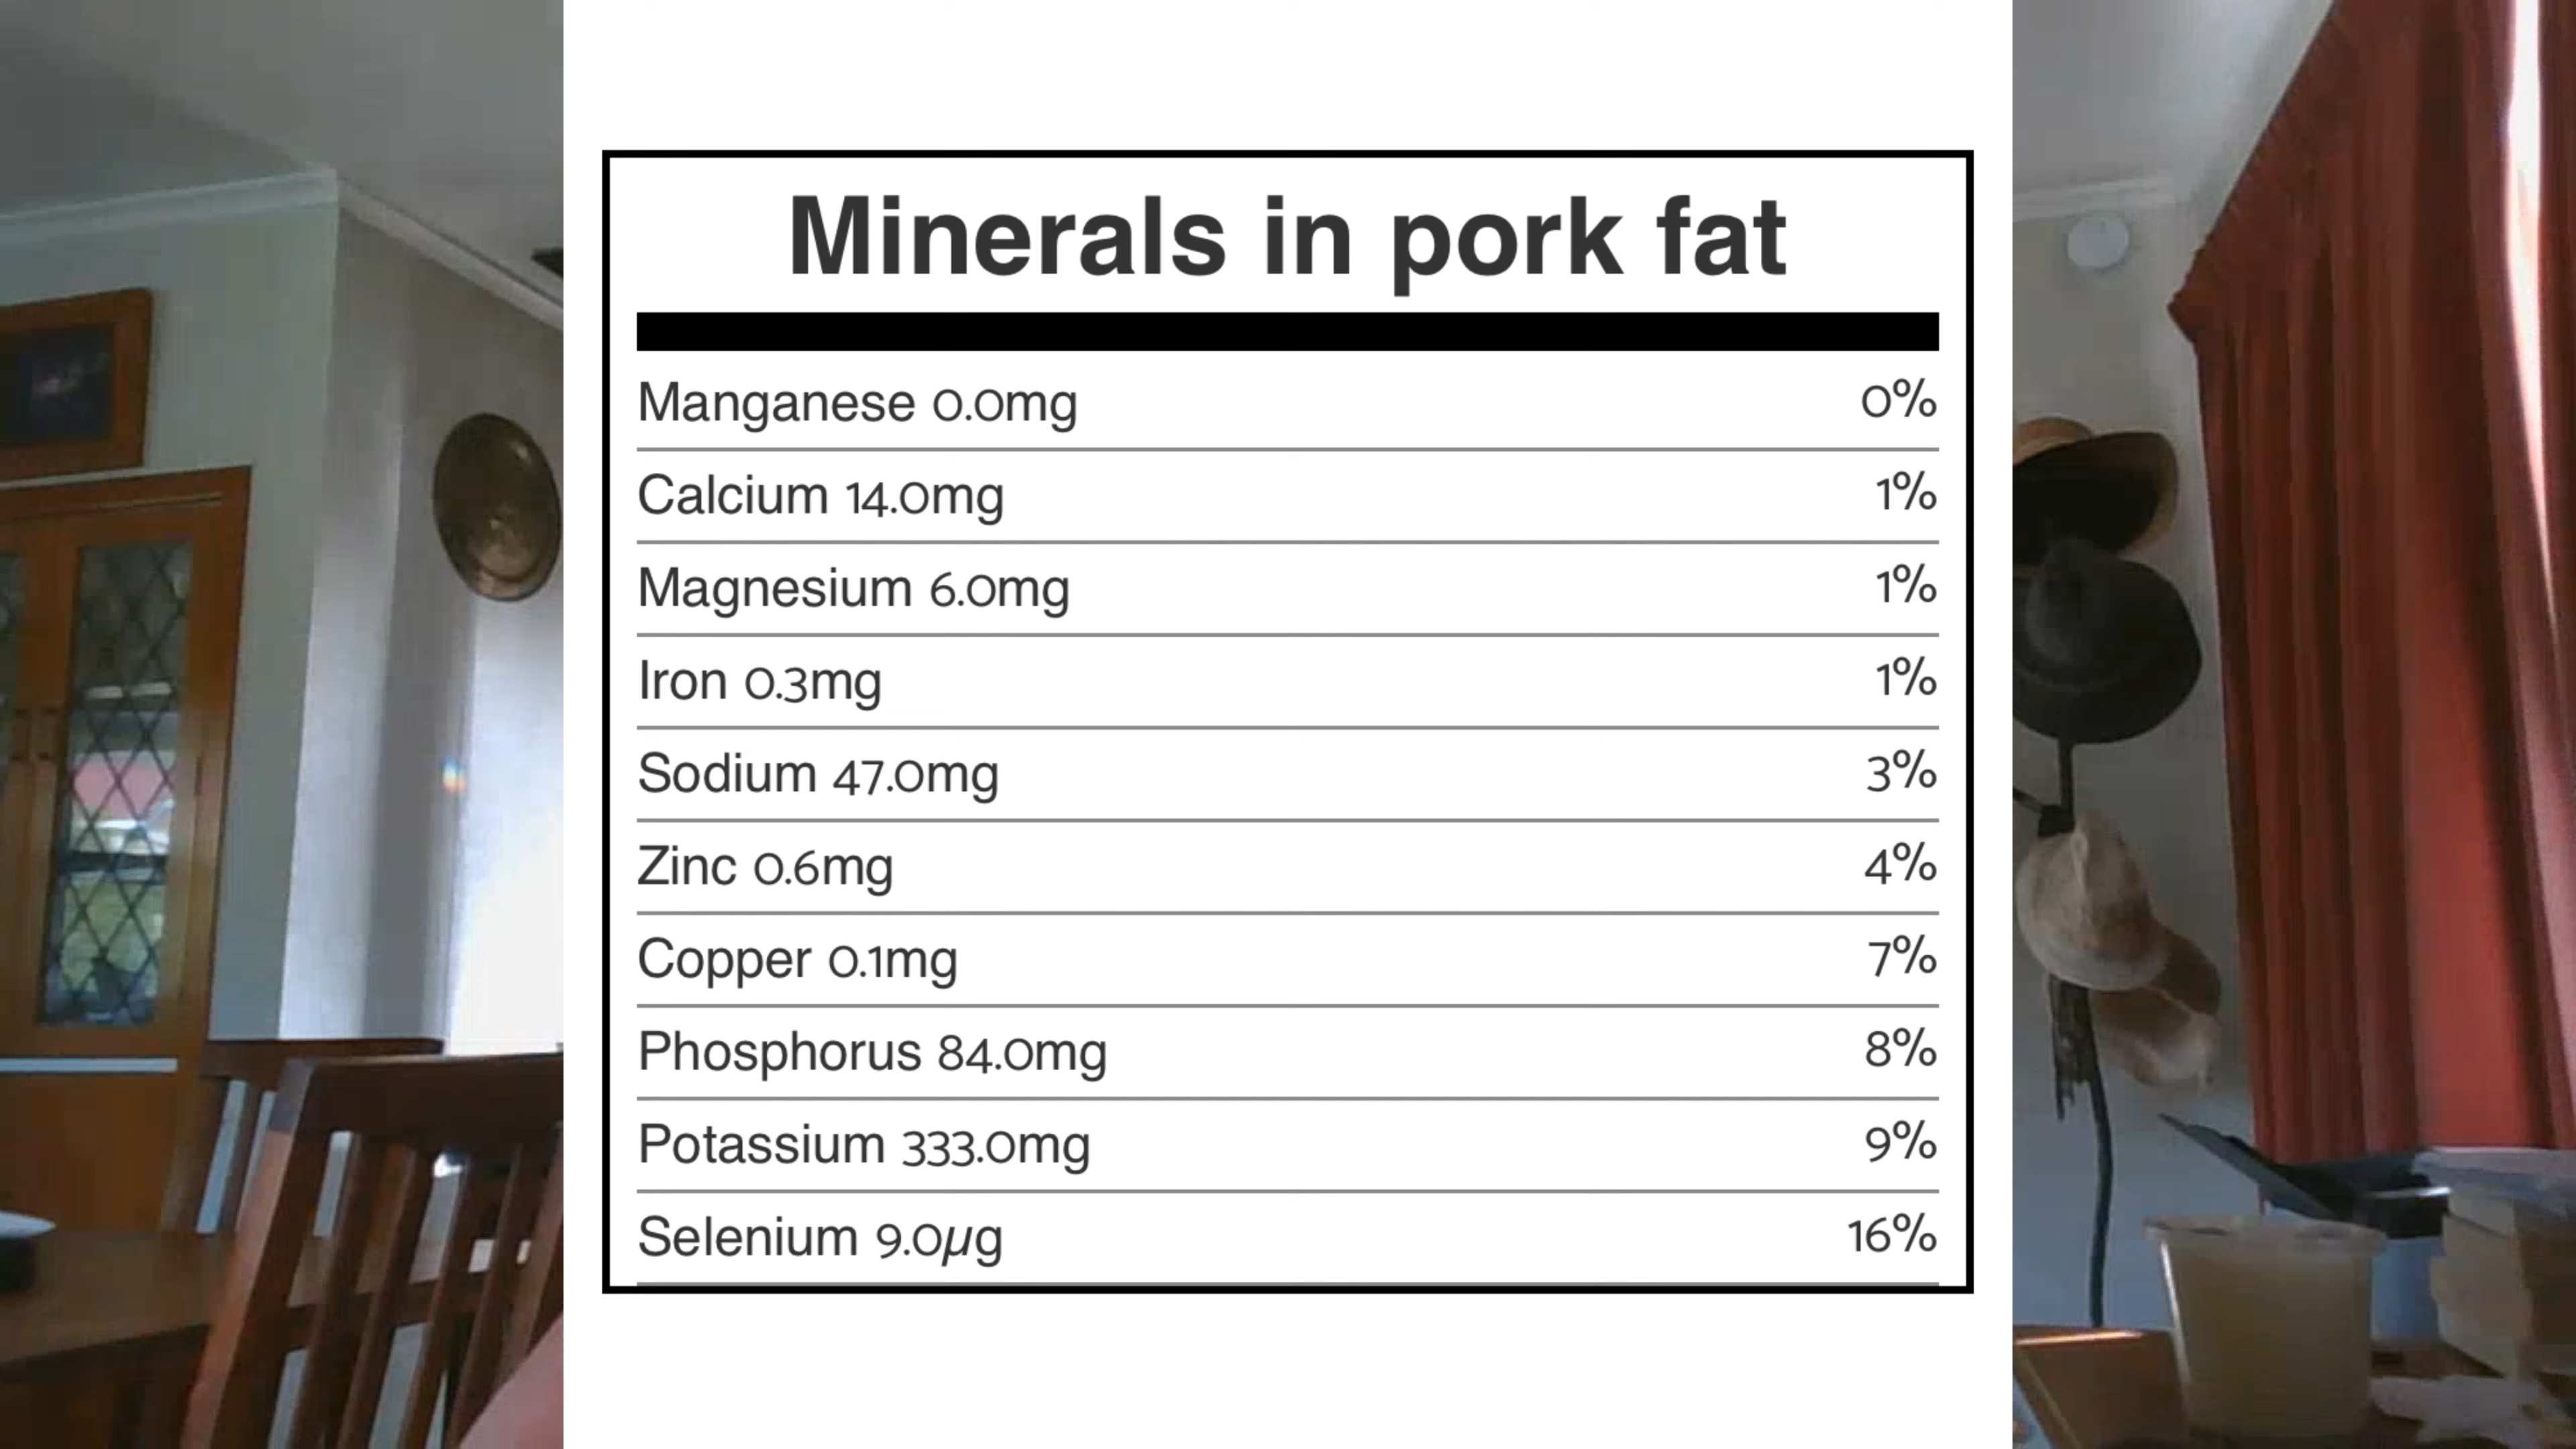 Minerals in pork fat
Manganese 0.0mg 0%
Calcium 14.0mg 1%
Magnesium 6.0mg 1%
Iron 0.3mg 1%
Sodium 47.0mg 3%
Zinc 0.6mg 4%
Copper 0.1mg 7%
Phosphorus 84.0mg 8%
Potassium 333.0mg 9%
Selenium 9.0µg 16%